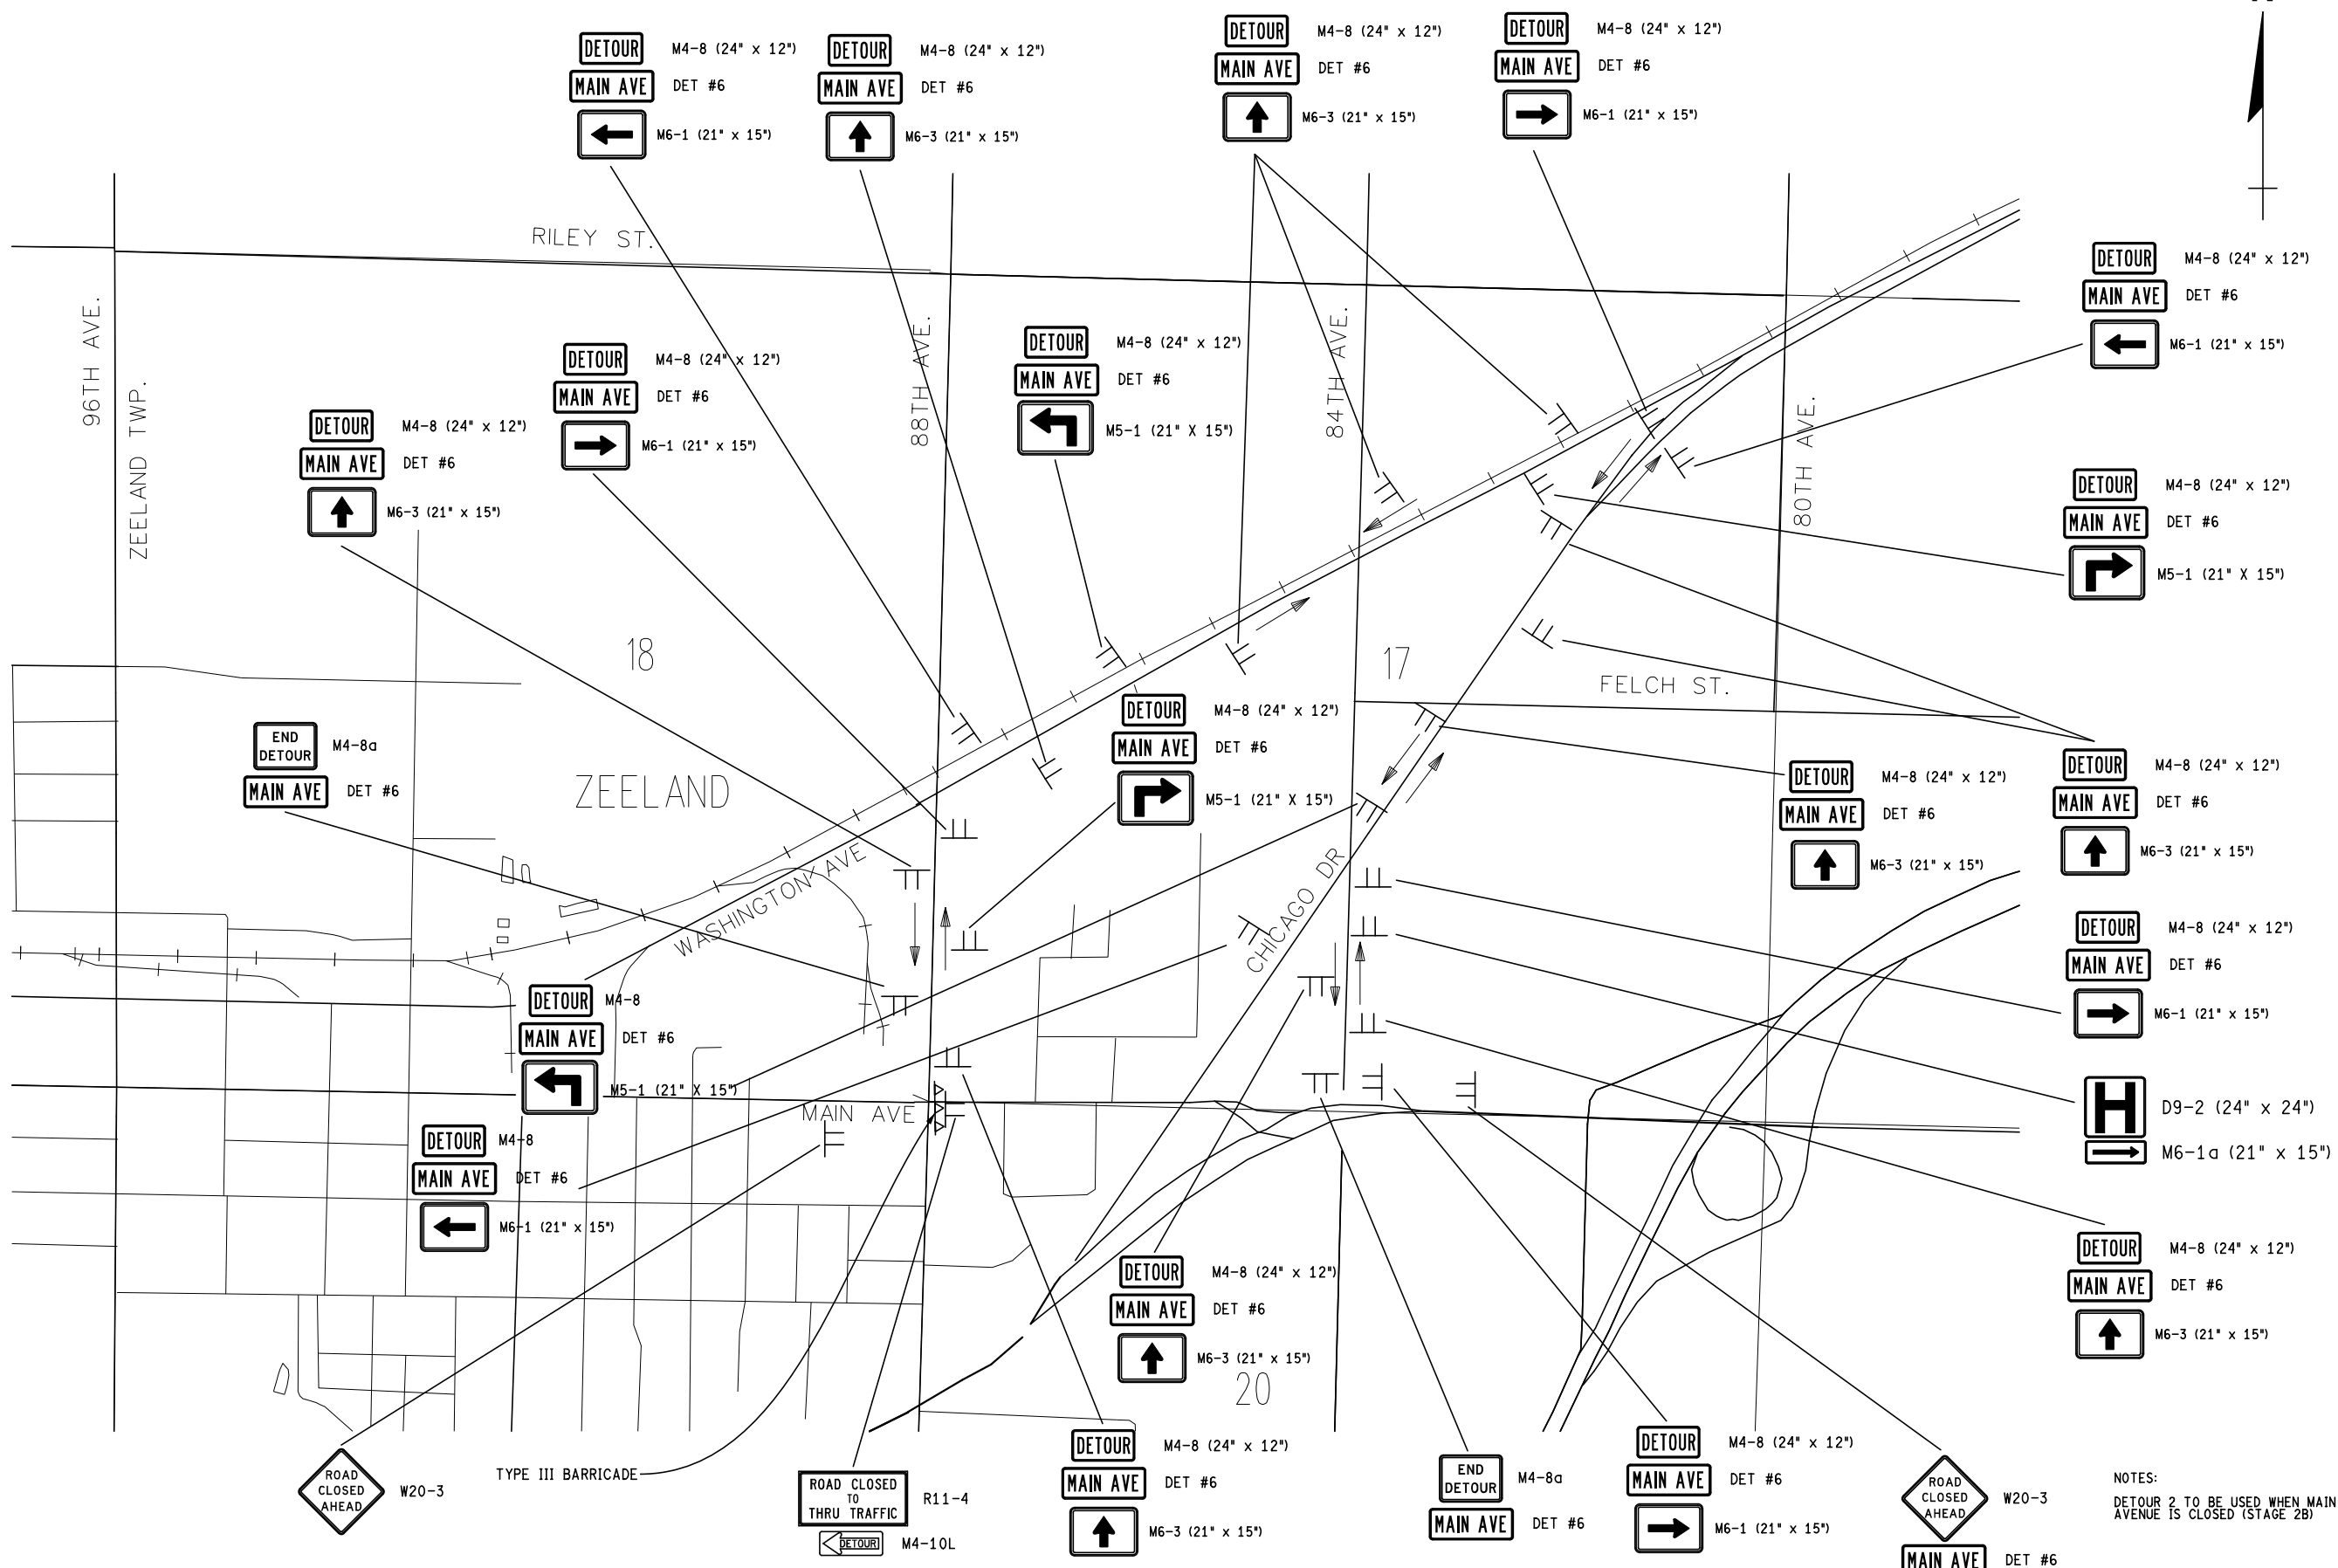 DETOUR M4-8 (24" x 12")
MAIN AVE DET #6
M6-1 (21" x 15")
DETOUR M4-8 (24" x 12")
MAIN AVE DET #6
M6-3 (21" x 15")
DETOUR M4-8 (24" x 12")
MAIN AVE DET #6
M6-3 (21" x 15")
DETOUR M4-8 (24" x 12")
MAIN AVE DET #6
M6-1 (21" x 15")
RILEY ST.
96TH AVE.
ZEELAND TWP.
88TH AVE.
84TH AVE.
80TH AVE.
DETOUR M4-8 (24" x 12")
MAIN AVE DET #6
M6-1 (21" x 15")
DETOUR M4-8 (24" x 12")
MAIN AVE DET #6
M5-1 (21" X 15")
DETOUR M4-8 (24" x 12")
MAIN AVE DET #6
M6-1 (21" x 15")
DETOUR M4-8 (24" x 12")
MAIN AVE DET #6
M6-3 (21" x 15")
DETOUR M4-8 (24" x 12")
MAIN AVE DET #6
M5-1 (21" X 15")
18
17
FELCH ST.
END
DETOUR M4-8a
MAIN AVE DET #6
ZEELAND
DETOUR M4-8 (24" x 12")
MAIN AVE DET #6
M5-1 (21" X 15")
DETOUR M4-8 (24" x 12")
MAIN AVE DET #6
M6-3 (21" x 15")
DETOUR M4-8 (24" x 12")
MAIN AVE DET #6
M6-3 (21" x 15")
WASHINGTON AVE
CHICAGO DR
DETOUR M4-8 (24" x 12")
MAIN AVE DET #6
M6-1 (21" x 15")
DETOUR M4-8
MAIN AVE DET #6
M5-1 (21" X 15")
MAIN AVE
H D9-2 (24" x 24")
M6-1a (21" x 15")
DETOUR M4-8
MAIN AVE DET #6
M6-1 (21" x 15")
DETOUR M4-8 (24" x 12")
MAIN AVE DET #6
M6-3 (21" x 15")
DETOUR M4-8 (24" x 12")
MAIN AVE DET #6
M6-3 (21" x 15")
20
ROAD
CLOSED
AHEAD
W20-3
TYPE III BARRICADE
ROAD CLOSED
TO
THRU TRAFFIC
R11-4
DETOUR M4-10L
DETOUR M4-8 (24" x 12")
MAIN AVE DET #6
M6-3 (21" x 15")
END
DETOUR M4-8a
MAIN AVE DET #6
DETOUR M4-8 (24" x 12")
MAIN AVE DET #6
M6-1 (21" x 15")
ROAD
CLOSED
AHEAD
W20-3
MAIN AVE DET #6
NOTES:
DETOUR 2 TO BE USED WHEN MAIN
AVENUE IS CLOSED (STAGE 2B)